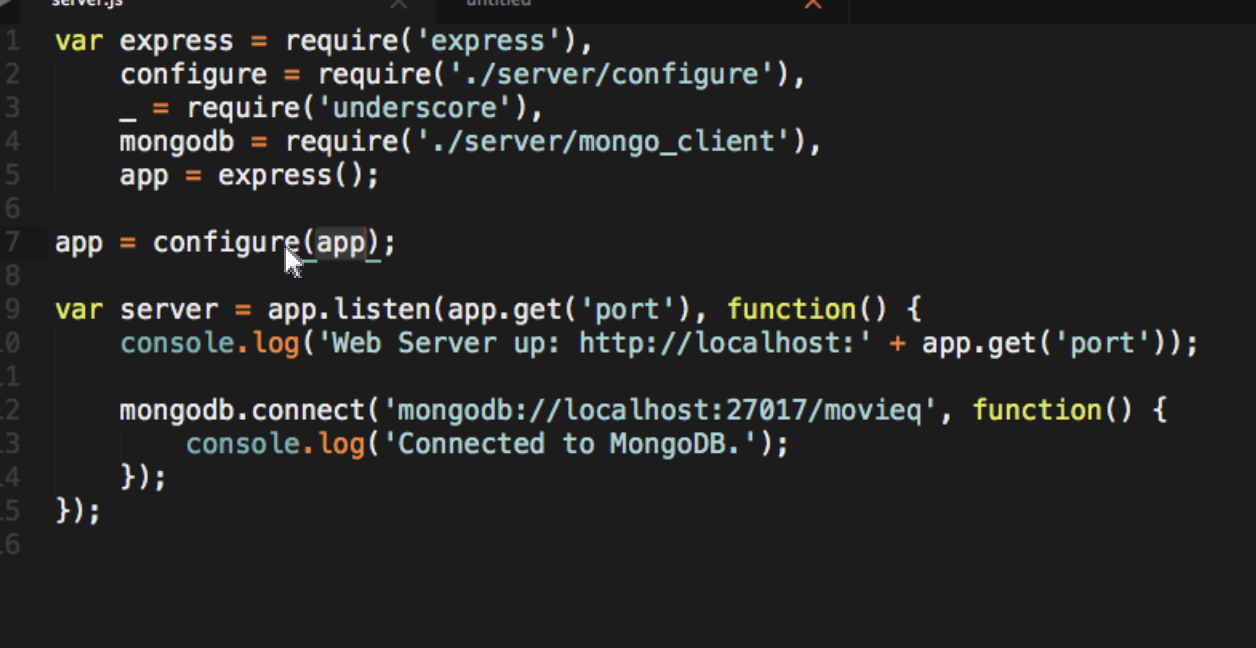 server.js untitled
1 var express = require('express'),
2 configure = require('./server/configure'),
3 _ = require('underscore'),
4 mongodb = require('./server/mongo_client'),
5 app = express();
6
7 app = configure(app);
8
9 var server = app.listen(app.get('port'), function() {
10 console.log('Web Server up: http://localhost:' + app.get('port'));
11
12 mongodb.connect('mongodb://localhost:27017/movieq', function() {
13 console.log('Connected to MongoDB.');
14 });
15 });
16